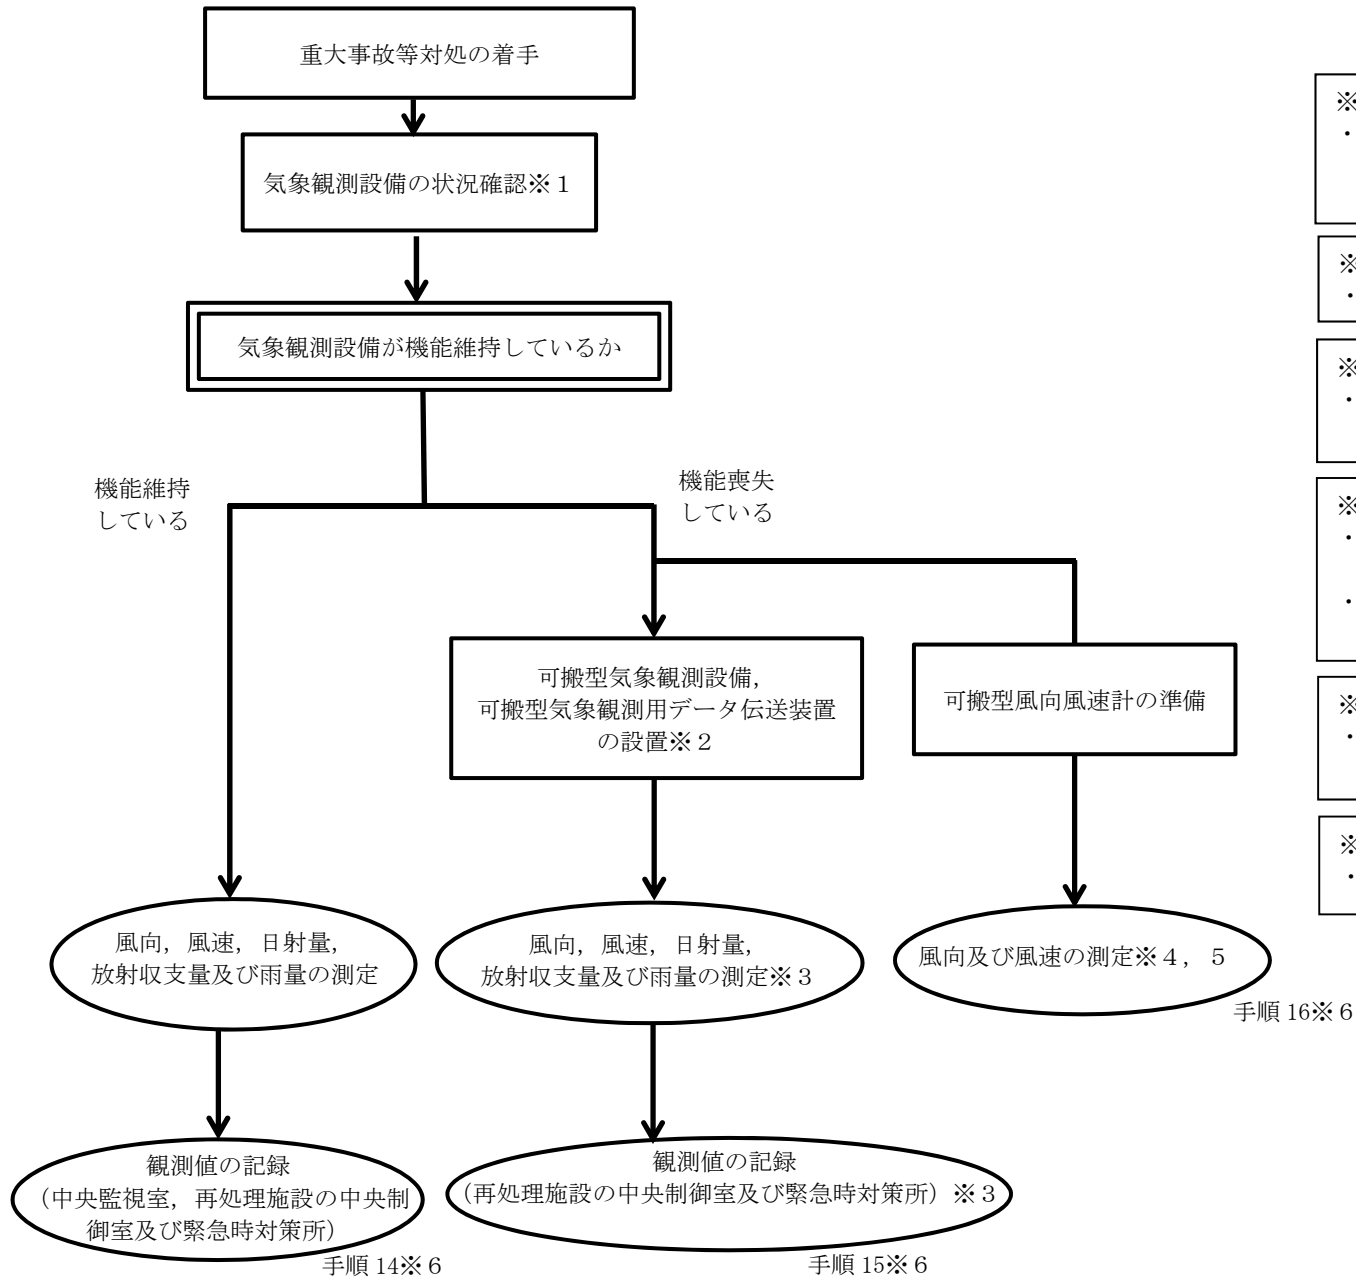 重大事故等対処の着手
気象観測設備の状況確認※１
気象観測設備が機能維持しているか
機能維持
している
機能喪失
している
可搬型気象観測設備，
可搬型気象観測用データ伝送装置
の設置※２
可搬型風向風速計の準備
風向，風速，日射量，
放射収支量及び雨量の測定
風向，風速，日射量，
放射収支量及び雨量の測定※３
風向及び風速の測定※４，５
手順 16※６
観測値の記録
（中央監視室，再処理施設の中央制
御室及び緊急時対策所）
手順 14※６
観測値の記録
（再処理施設の中央制御室及び緊急時対策所）※３
手順 15※６
※
・
※
・
※
・
※
・
・
※
・
※
・